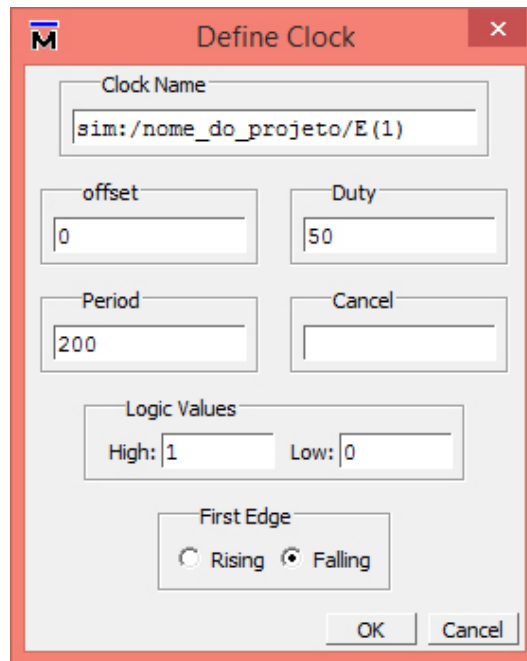 M
Define Clock
×
Clock Name
sim:/nome_do_projeto/E(1)
offset
Duty
0
50
Period
Cancel
200
Logic Values
High: 1 Low: 0
First Edge
Rising Falling
OK Cancel